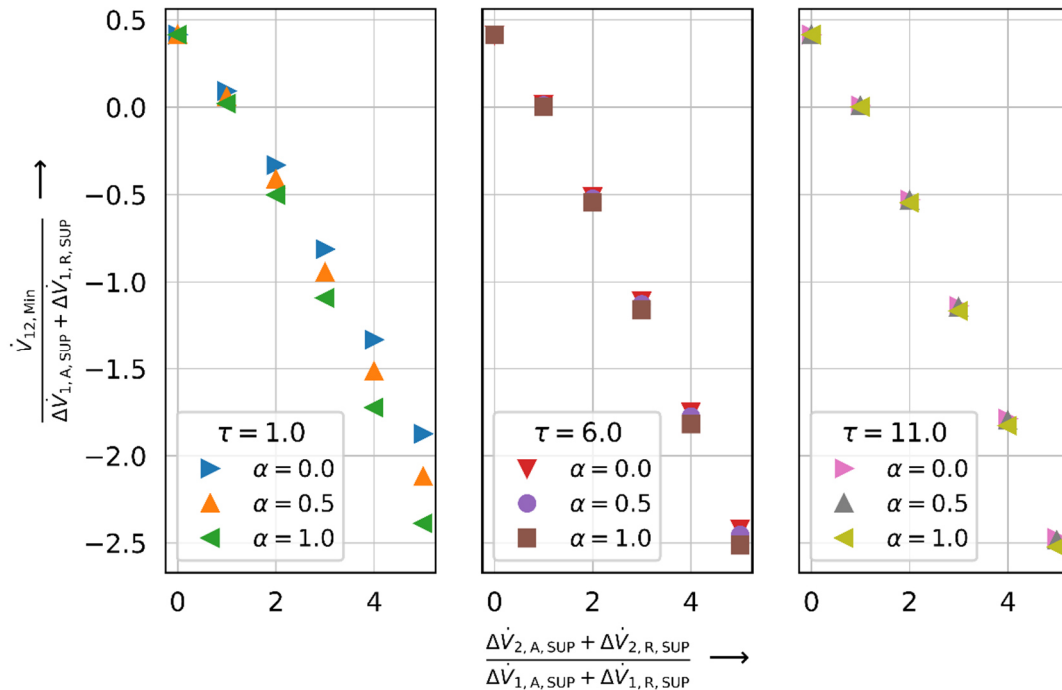 0.5
0.0
−0.5
−1.0
−1.5
−2.0
−2.5
V̇12, Min
ΔV̇1, A, SUP + ΔV̇1, R, SUP
τ = 1.0
α = 0.0
α = 0.5
α = 1.0
τ = 6.0
α = 0.0
α = 0.5
α = 1.0
τ = 11.0
α = 0.0
α = 0.5
α = 1.0
0 2 4
0 2 4
0 2 4
ΔV̇2, A, SUP + ΔV̇2, R, SUP
ΔV̇1, A, SUP + ΔV̇1, R, SUP